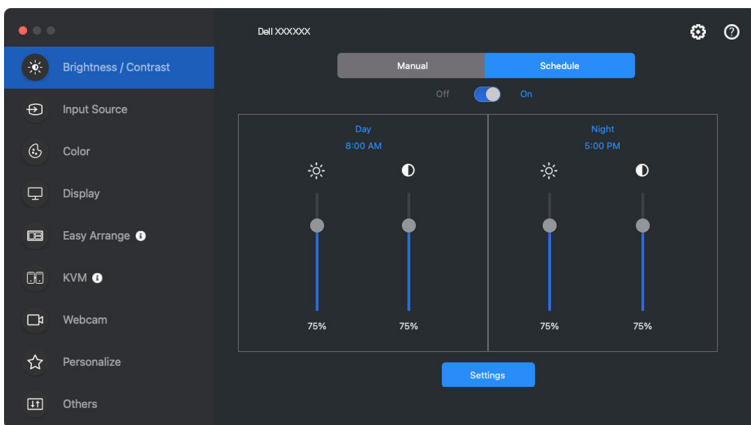 Dell XXXXXX
Brightness / Contrast
Input Source
Color
Display
Easy Arrange
KVM
Webcam
Personalize
Others
Manual
Schedule
Off
On
Day
8:00 AM
75%
75%
Night
5:00 PM
75%
75%
Settings